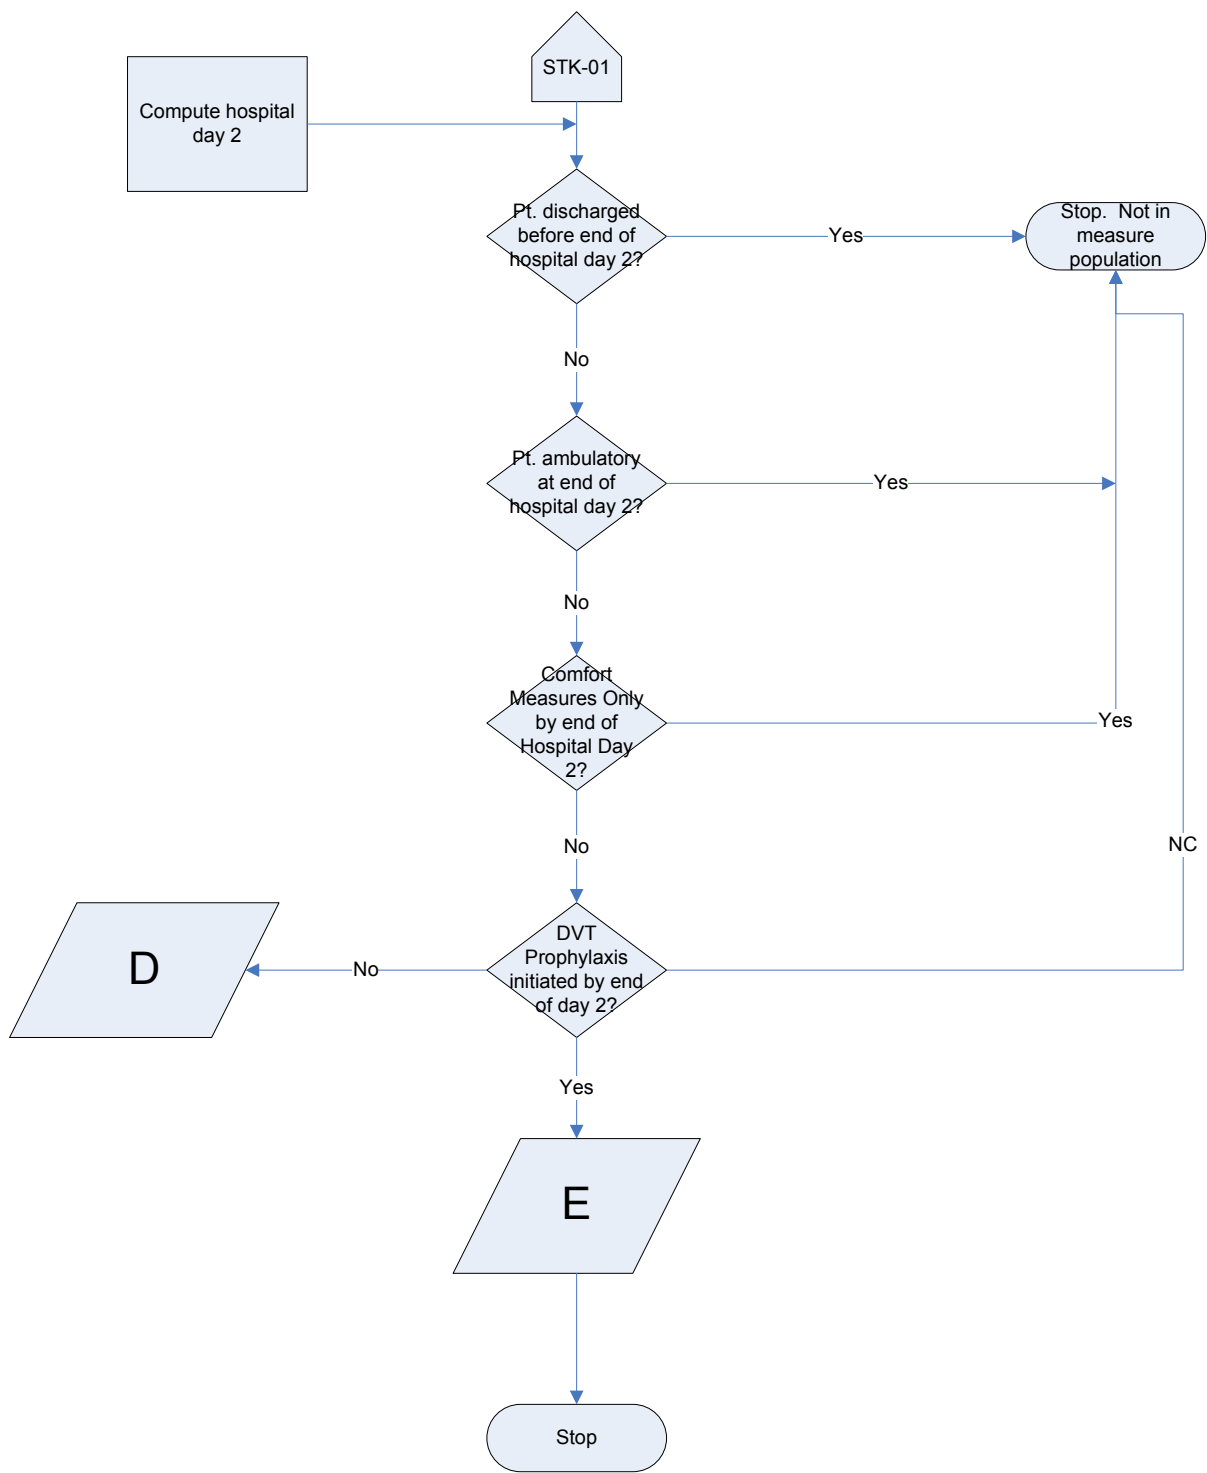 STK-01
Compute hospital
day 2
Pt. discharged
before end of
hospital day 2?
Yes
Stop.  Not in
measure
population
No
Pt. ambulatory
at end of
hospital day 2?
Yes
No
Comfort
Measures Only
by end of
Hospital Day
2?
Yes
No
NC
DVT
Prophylaxis
initiated by end
of day 2?
No
D
Yes
E
Stop